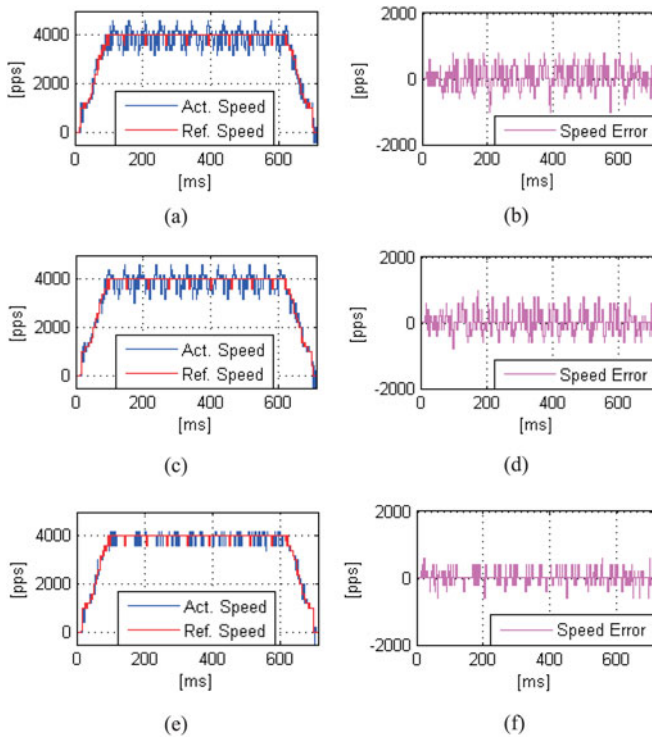 4000
2000
0
[pps]
Act. Speed
Ref. Speed
0 200 400 600
[ms]
(a)
2000
0
-2000
[pps]
Speed Error
0 200 400 600
[ms]
(b)
4000
2000
0
[pps]
Act. Speed
Ref. Speed
0 200 400 600
[ms]
(c)
2000
0
-2000
[pps]
Speed Error
0 200 400 600
[ms]
(d)
4000
2000
0
[pps]
Act. Speed
Ref. Speed
0 200 400 600
[ms]
(e)
2000
0
-2000
[pps]
Speed Error
0 200 400 600
[ms]
(f)